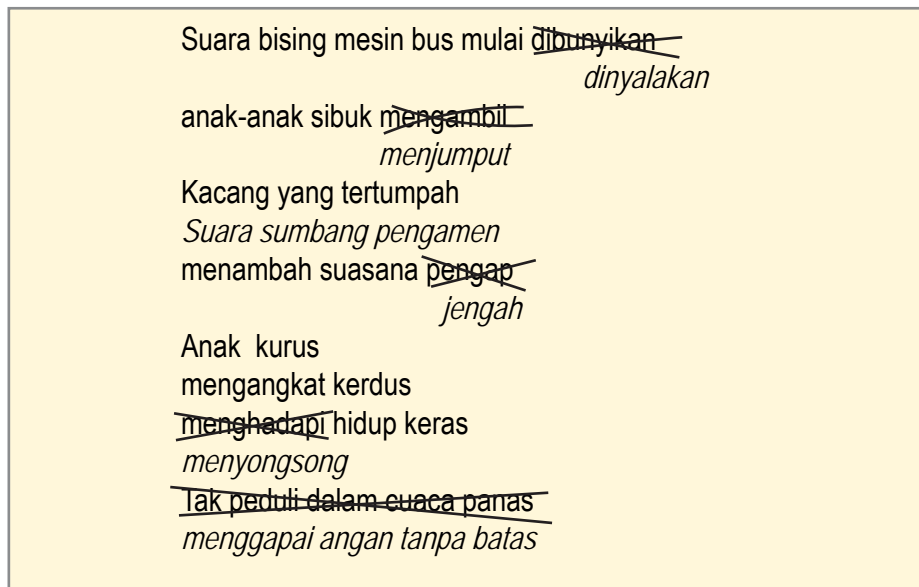 Suara bising mesin bus mulai dibunyikan
dinyalakan
anak-anak sibuk mengambil
menjumput
Kacang yang tertumpah
Suara sumbang pengamen
menambah suasana pengap
jengah
Anak kurus
mengangkat kerdus
menghadapi hidup keras
menyongsong
Tak peduli dalam cuaca panas
menggapai angan tanpa batas